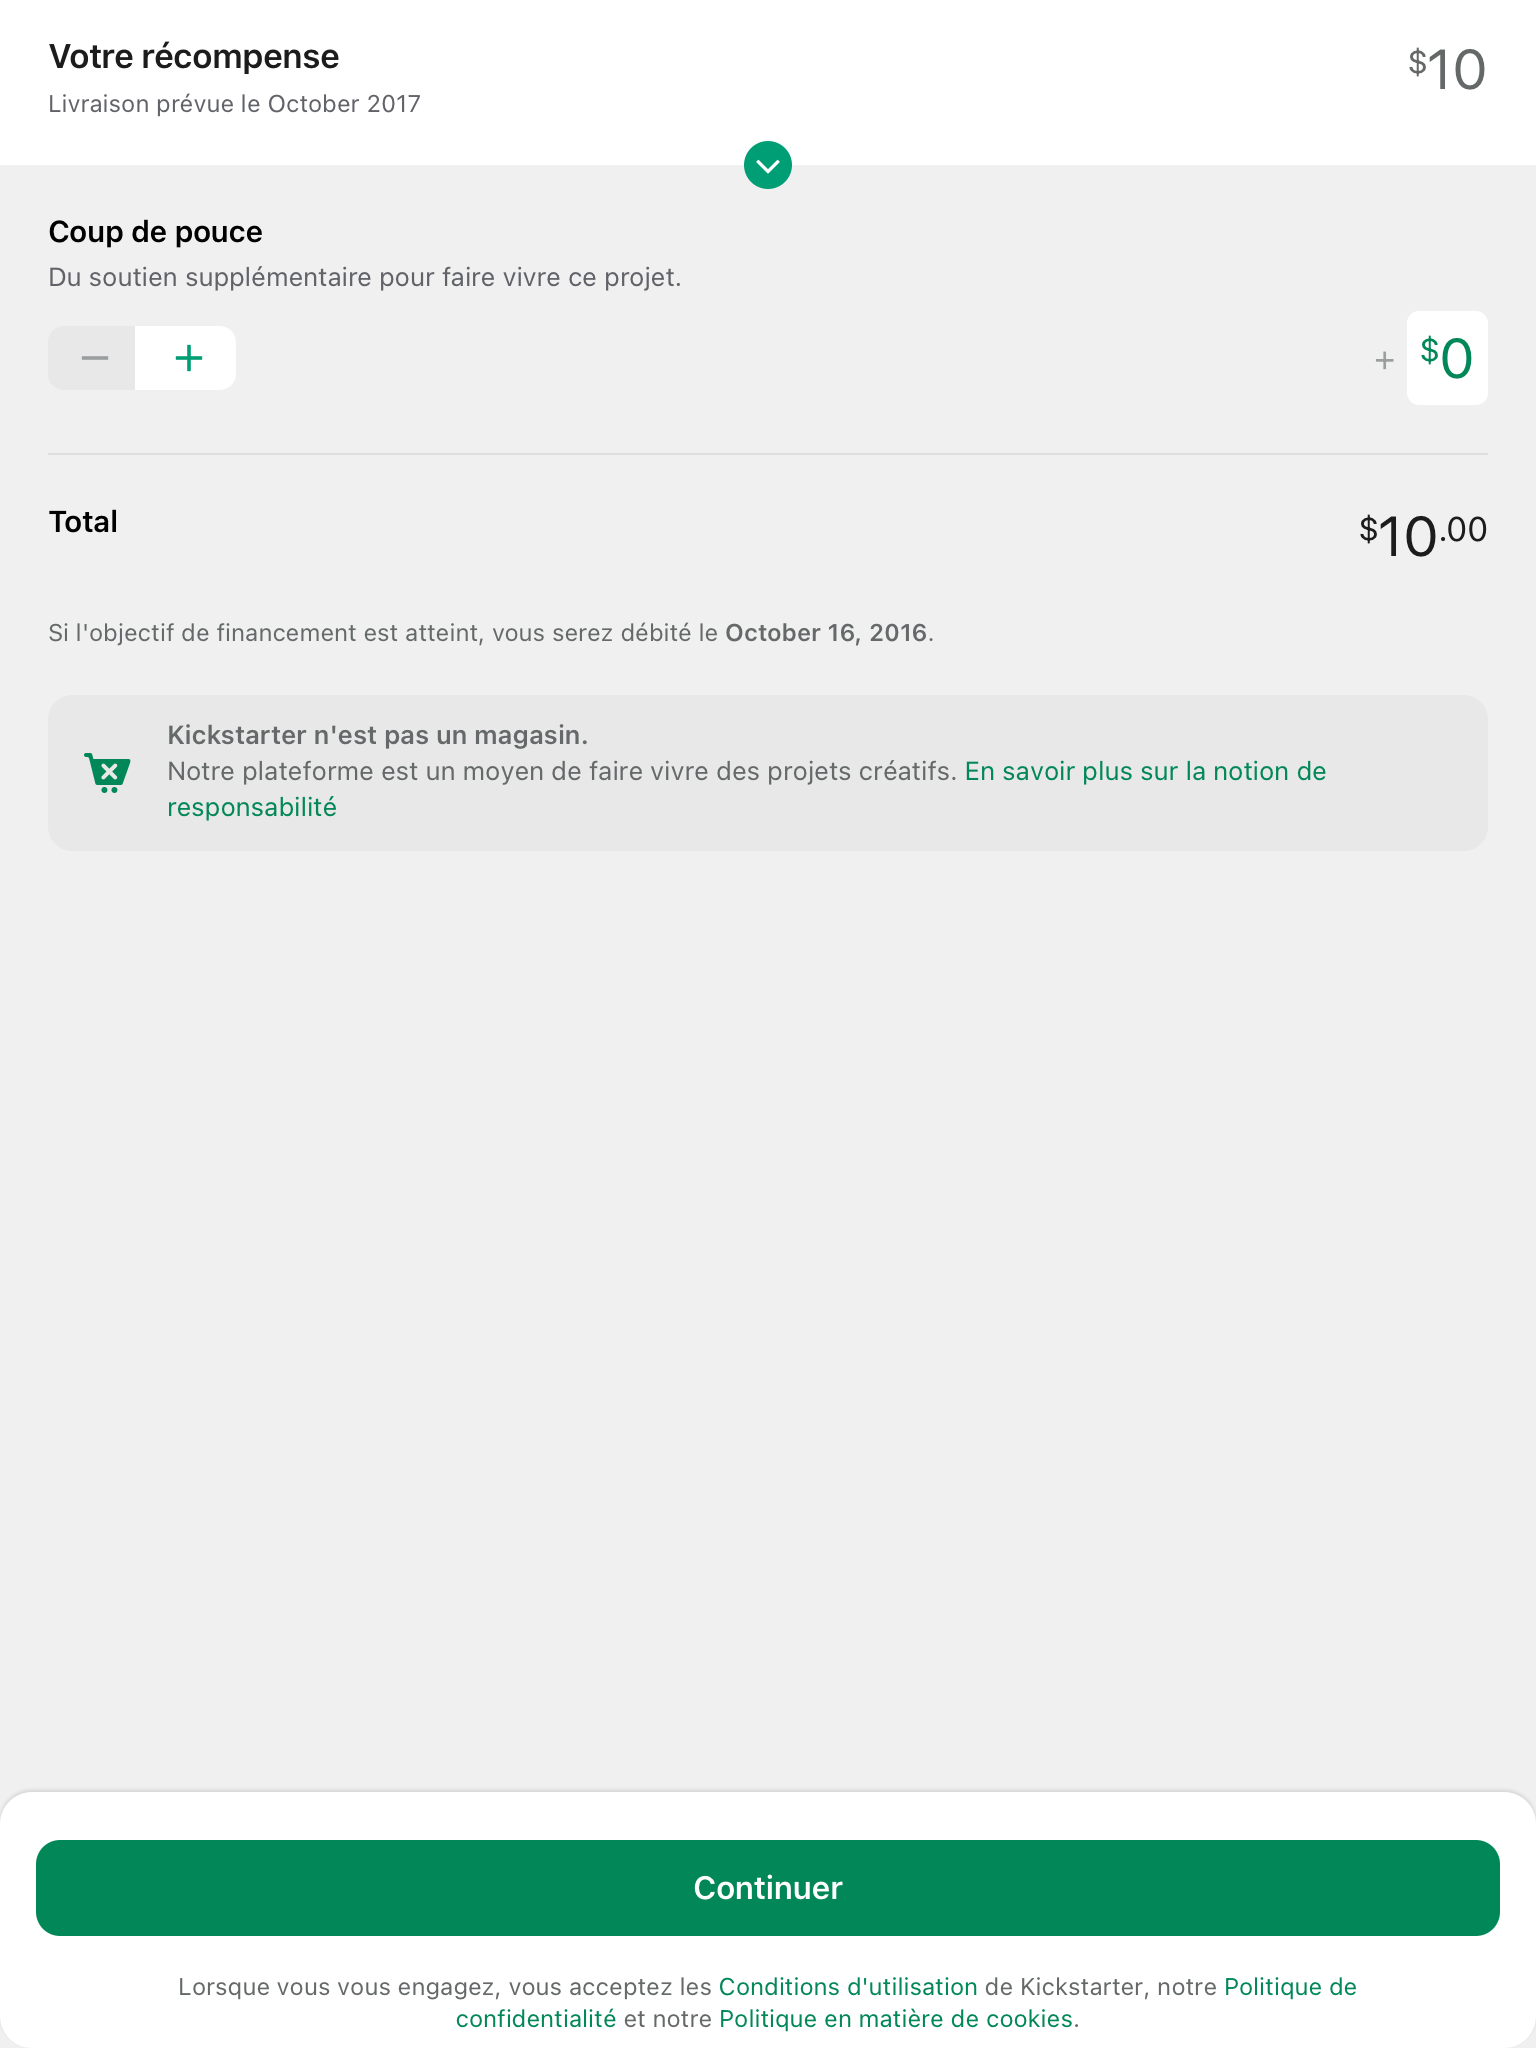 Votre récompense
$10
Livraison prévue le October 2017
Coup de pouce
Du soutien supplémentaire pour faire vivre ce projet.
+ $0
Total
$10.00
Si l'objectif de financement est atteint, vous serez débité le October 16, 2016.
Kickstarter n'est pas un magasin.
Notre plateforme est un moyen de faire vivre des projets créatifs. En savoir plus sur la notion de
responsabilité
Continuer
Lorsque vous vous engagez, vous acceptez les Conditions d'utilisation de Kickstarter, notre Politique de
confidentialité et notre Politique en matière de cookies.